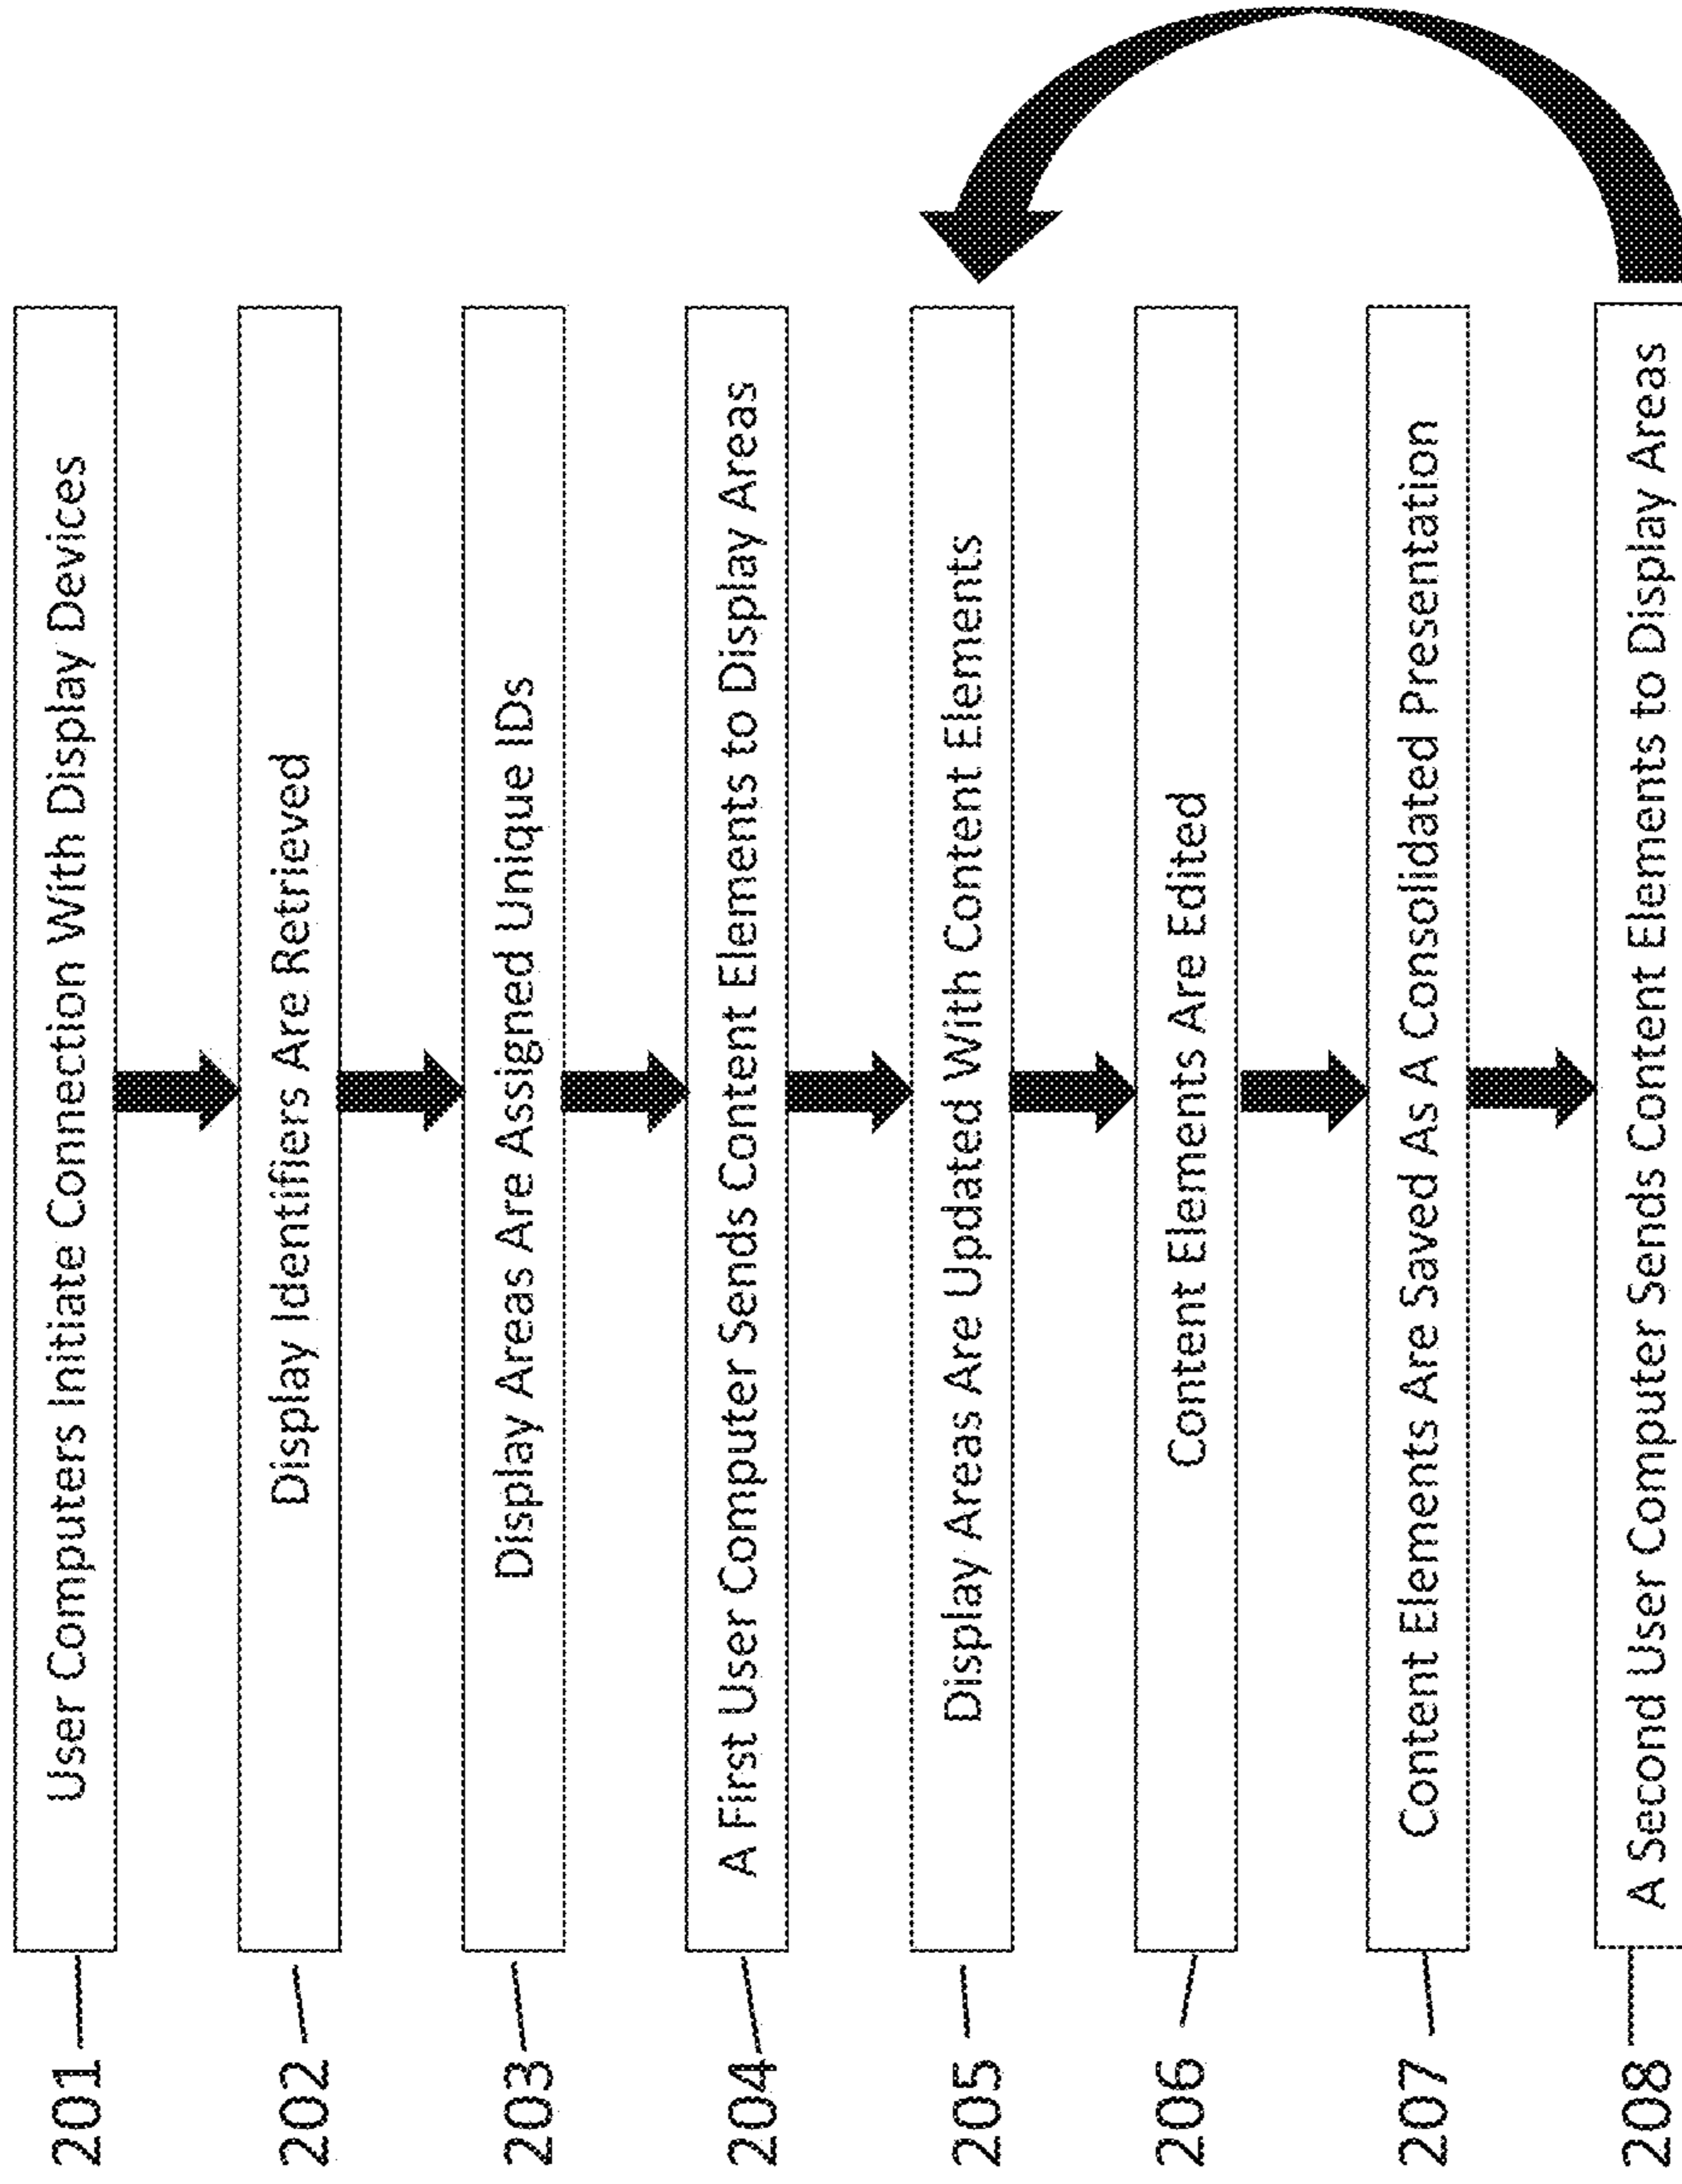 201 User Computers Initiate Connection With Display Devices
202 Display Identifiers Are Retrieved
203 Display Areas Are Assigned Unique IDs
204 A First User Computer Sends Content Elements to Display Areas
205 Display Areas Are Updated With Content Elements
206 Content Elements Are Edited
207 Content Elements Are Saved As A Consolidated Presentation
208 A Second User Computer Sends Content Elements to Display Areas